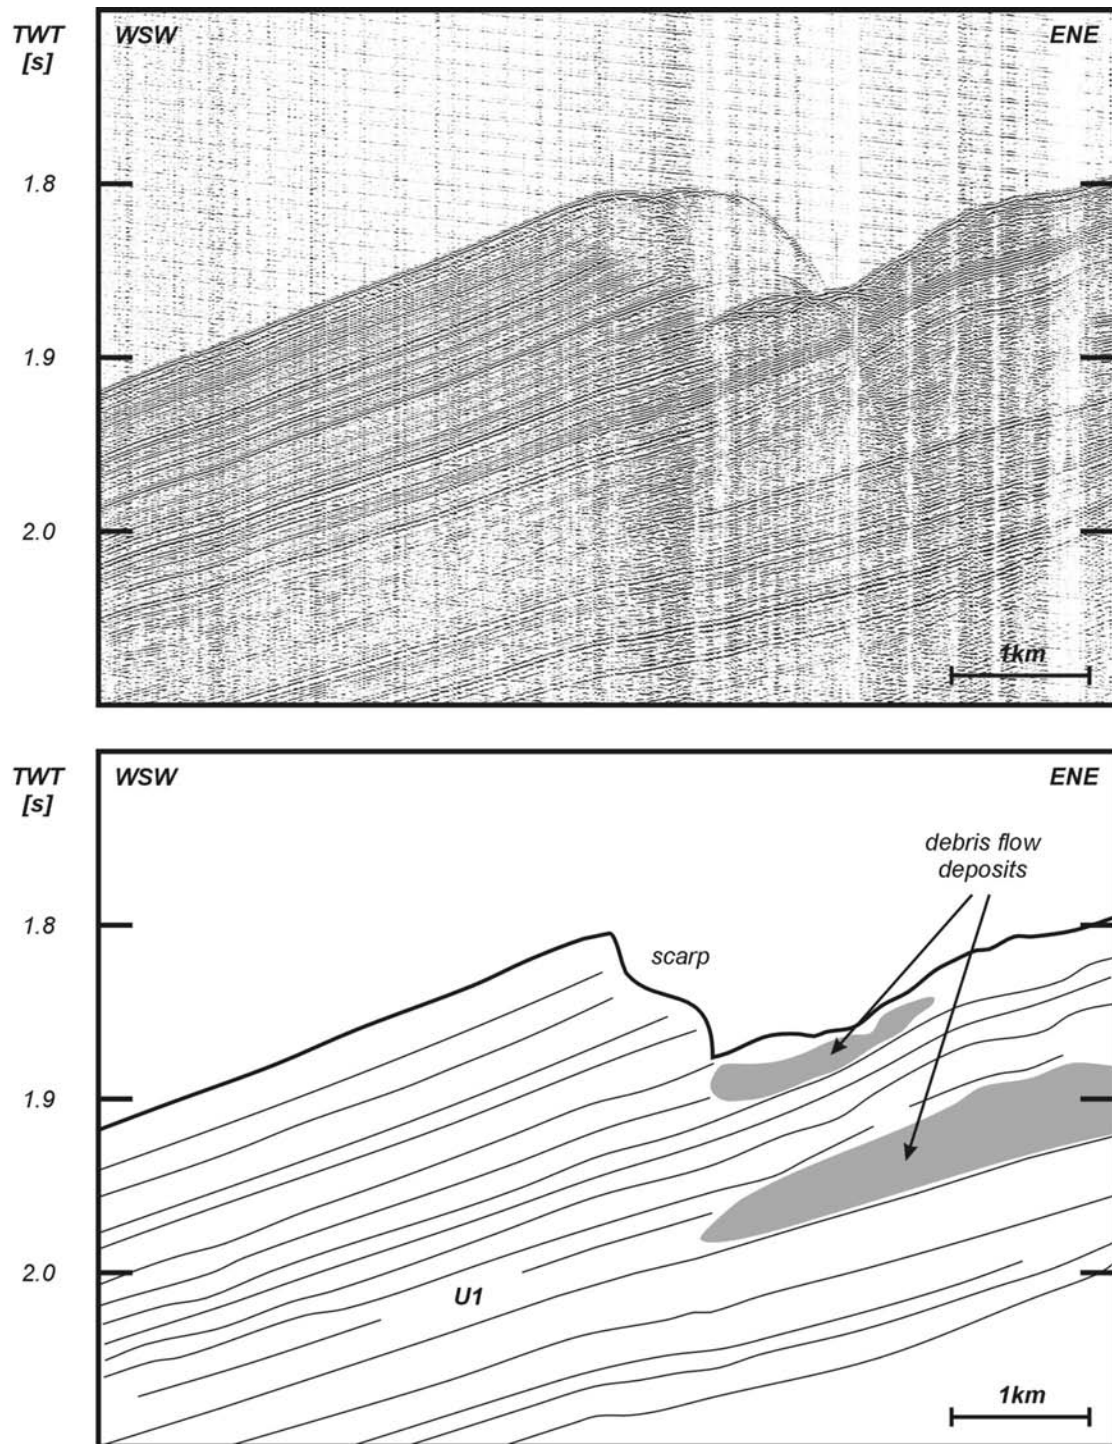 TWT
[s]
WSW
ENE
1.8
1.9
2.0
1km
TWT
[s]
WSW
ENE
debris flow
deposits
1.8
scarp
1.9
2.0
U1
1km